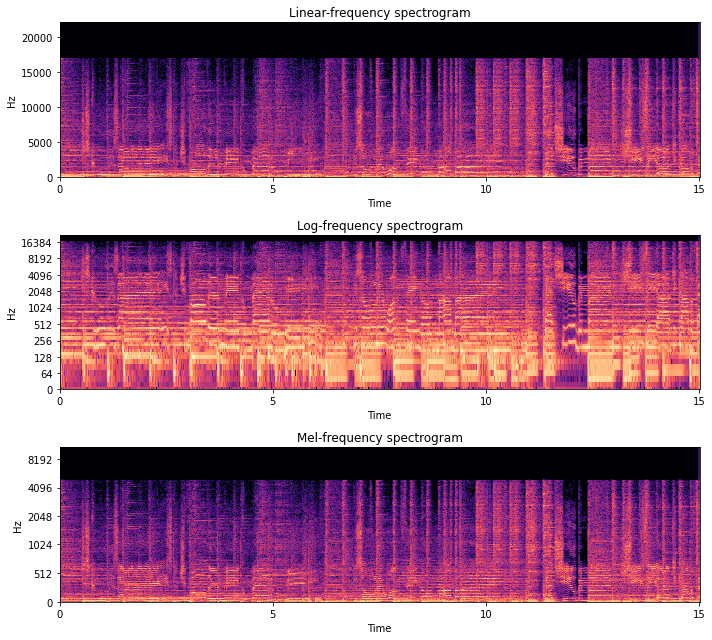 Linear-frequency spectrogram
20000
15000
Hz
10000
5000
0
0 5 10 15
Time
Log-frequency spectrogram
16384
8192
4096
2048
1024
Hz
512
256
128
64
0
0 5 10 15
Time
Mel-frequency spectrogram
8192
4096
2048
Hz
1024
512
0
0 5 10 15
Time